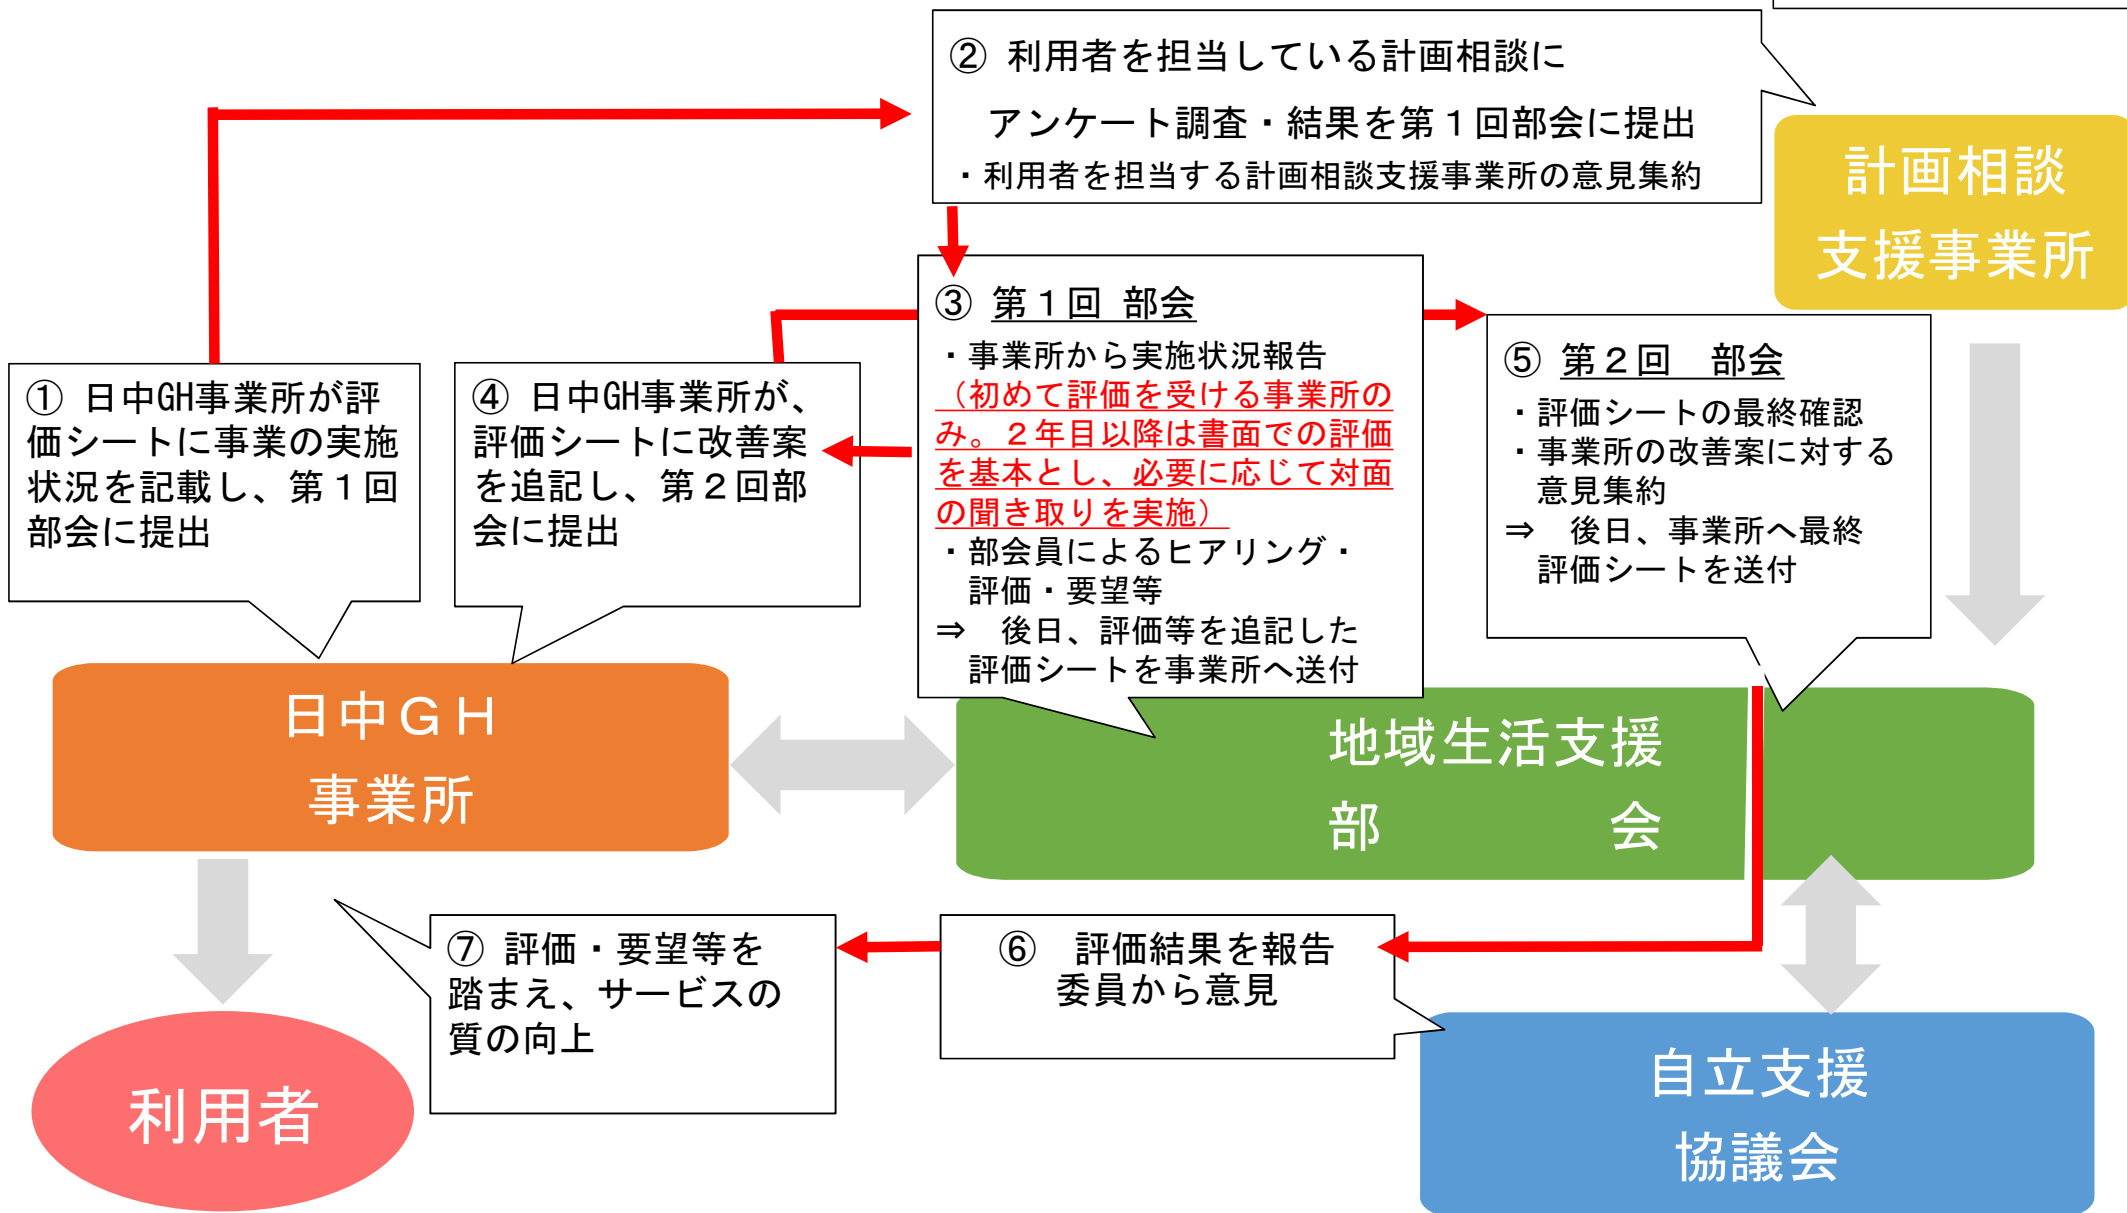 ② 利用者を担当している計画相談に
アンケート調査・結果を第１回部会に提出
・利用者を担当する計画相談支援事業所の意見集約
計画相談
支援事業所
① 日中GH事業所が評
価シートに事業の実施
状況を記載し、第１回
部会に提出
④ 日中GH事業所が、
評価シートに改善案
を追記し、第２回部
会に提出
③ 第１回 部会
・事業所から実施状況報告
（初めて評価を受ける事業所の
み。２年目以降は書面での評価
を基本とし、必要に応じて対面
の聞き取りを実施）
・部会員によるヒアリング・
評価・要望等
⇒ 後日、評価等を追記した
評価シートを事業所へ送付
⑤ 第２回　部会
・評価シートの最終確認
・事業所の改善案に対する
意見集約
⇒ 後日、事業所へ最終
評価シートを送付
日中ＧＨ
事業所
地域生活支援
部　　　　会
⑦ 評価・要望等を
踏まえ、サービスの
質の向上
⑥ 評価結果を報告
委員から意見
利用者
自立支援
協議会